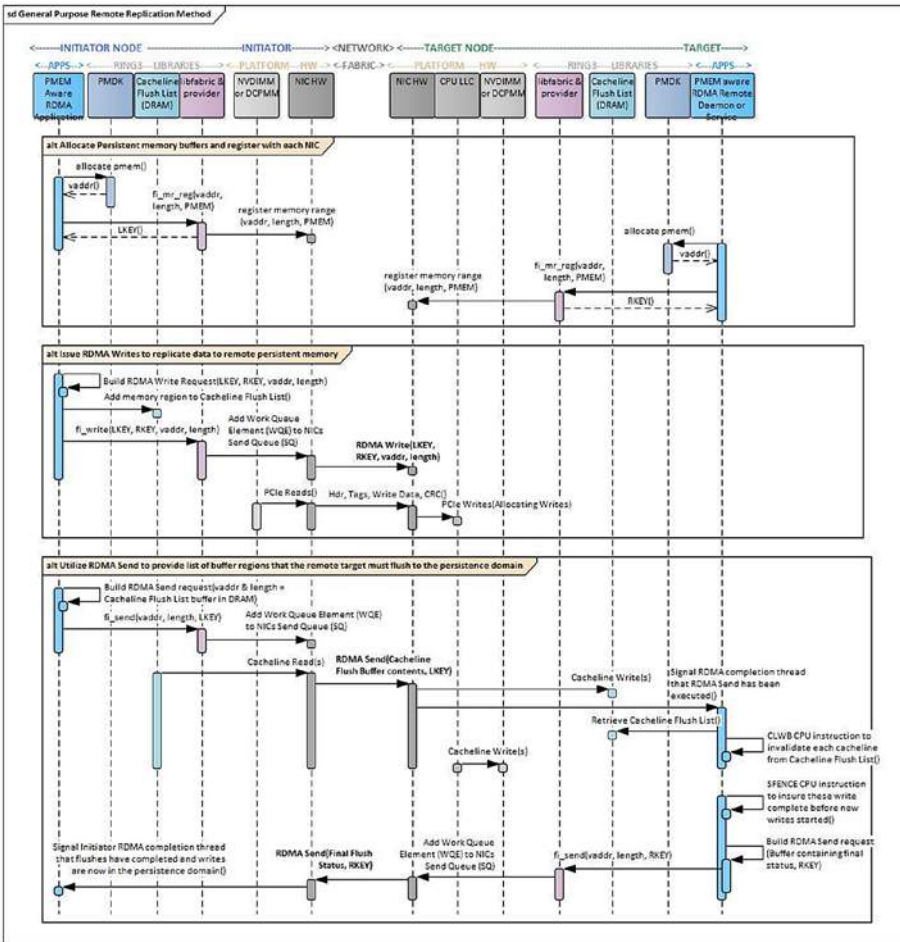 sd General Purpose Remote Replication Method
INITIATOR NODE INITIATOR NETWORK TARGET NODE TARGET
APPS RING3 LIBRARIES PLATFORM HW FABRIC PLATFORM HW RING3 LIBRARIES APPS
PMEM
Aware
RDMA
Application
PMDK
Cacheline
Flush List
(DRAM)
libfabric &
provider
NVDIMM
or DCPMM
NIC HW
NIC HW
CPU LLC
NVDIMM
or DCPMM
libfabric &
provider
Cacheline
Flush List
(DRAM)
PMDK
PMEM aware
RDMA Remote
Daemon or
Service
alt Allocate Persistent memory buffers and register with each NIC
allocate pmem()
vaddr()
fi_mr_reg(vaddr,
length, PMEM)
LKEY()
register memory range
(vaddr, length, PMEM)
allocate pmem()
vaddr()
fi_mr_reg(vaddr,
length, PMEM)
register memory range
(vaddr, length, PMEM)
RKEY()
alt Issue RDMA Writes to replicate data to remote persistent memory
Build RDMA Write Request(LKEY, RKEY, vaddr, length)
Add memory region to Cacheline Flush List()
fi_write(LKEY, RKEY, vaddr, length)
Add Work Queue
Element (WQE) to NICs
Send Queue (SQ)
RDMA Write(LKEY,
RKEY, vaddr, length)
PCIe Reads()
Hdr, Tags, Write Data, CRC()
PCIe Writes(Allocating Writes)
alt Utilize RDMA Send to provide list of buffer regions that the remote target must flush to the persistence domain
Build RDMA Send request(vaddr & length =
Cacheline Flush List buffer in DRAM)
fi_send(vaddr, length, LKEY)
Add Work Queue Element (WQE)
to NICs Send Queue (SQ)
Cacheline Read(s)
RDMA Send(Cacheline
Flush Buffer contents, LKEY)
Cacheline Write(s)
Signal RDMA completion thread
that RDMA Send has been
executed()
Retrieve Cacheline Flush List()
CLWB CPU instruction to
invalidate each cacheline
from Cacheline Flush List()
Cacheline Write(s)
SFENCE CPU instruction
to insure these write
complete before new
writes started()
Build RDMA Send request
(Buffer containing final
status, RKEY)
fi_send(vaddr, length, RKEY)
Add Work Queue
Element (WQE) to NICs
Send Queue (SQ)
RDMA Send(Final Flush
Status, RKEY)
Signal Initiator RDMA completion thread
that flushes have completed and writes
are now in the persistence domain()